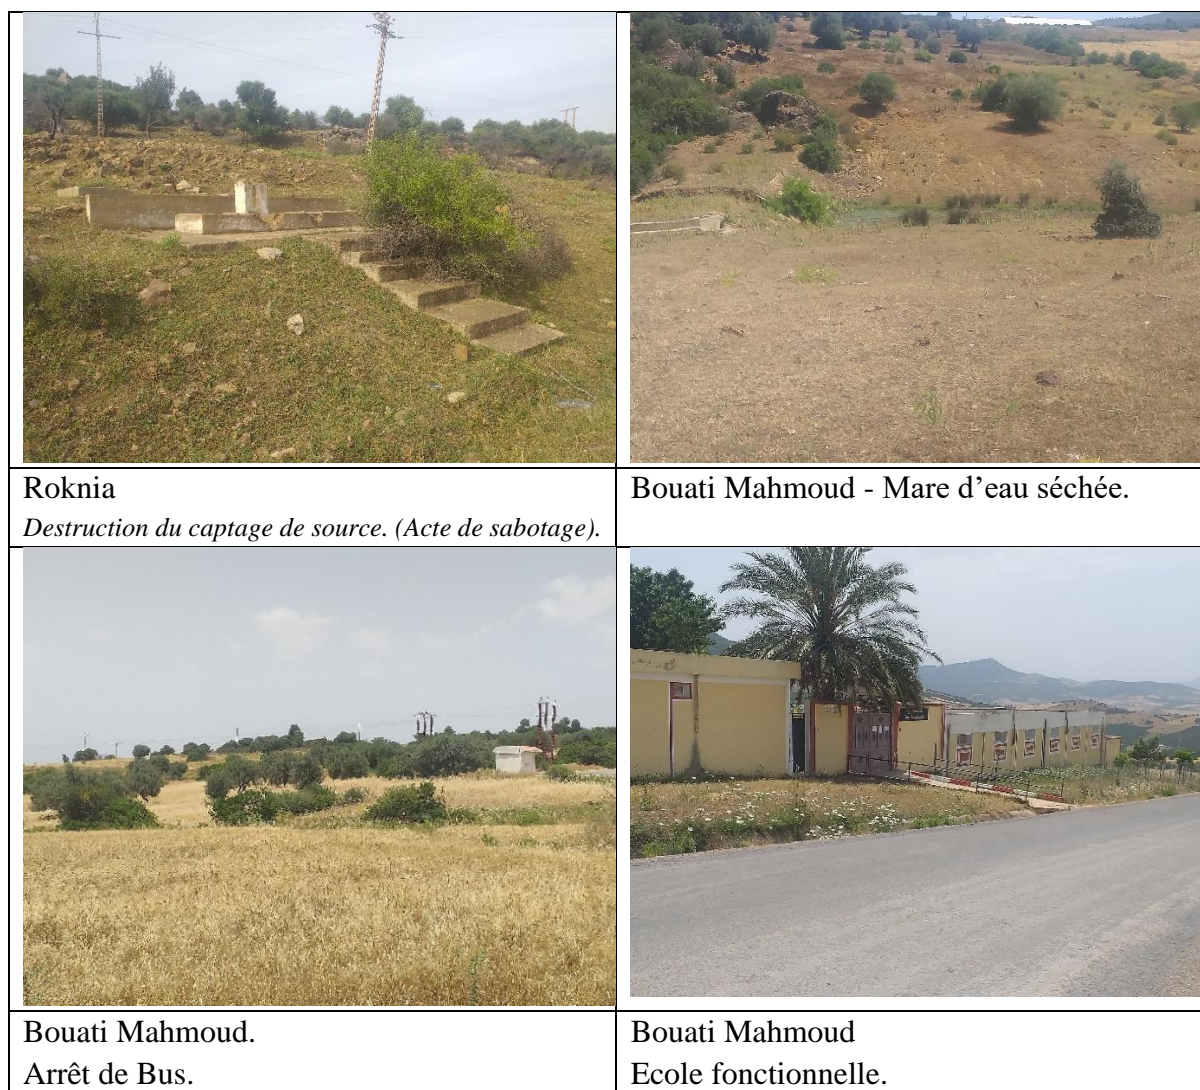 Roknia
Destruction du captage de source. (Acte de sabotage).
Bouati Mahmoud - Mare d’eau séchée.
Bouati Mahmoud.
Arrêt de Bus.
Bouati Mahmoud
Ecole fonctionnelle.